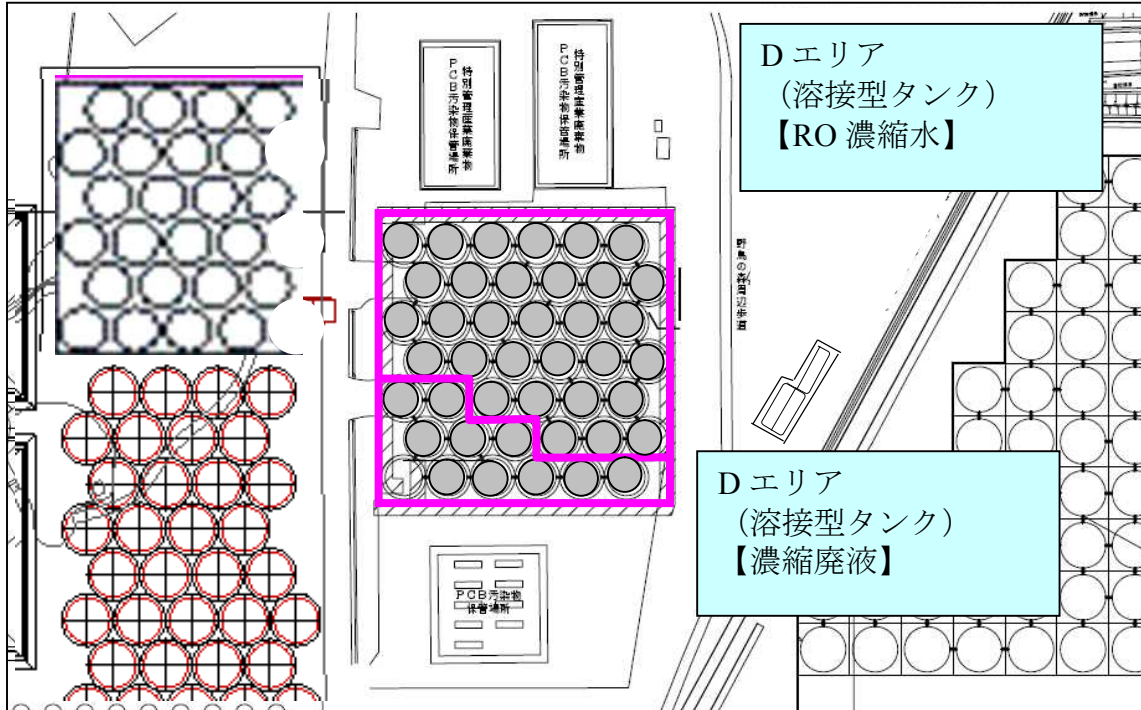 特別管理産業廃棄物
PCB汚染物保管場所
特別管理産業廃棄物
PCB汚染物保管場所
D エリア
（溶接型タンク）
【RO 濃縮水】
野鳥の森周辺歩道
D エリア
（溶接型タンク）
【濃縮廃液】
PCB汚染物
保管場所